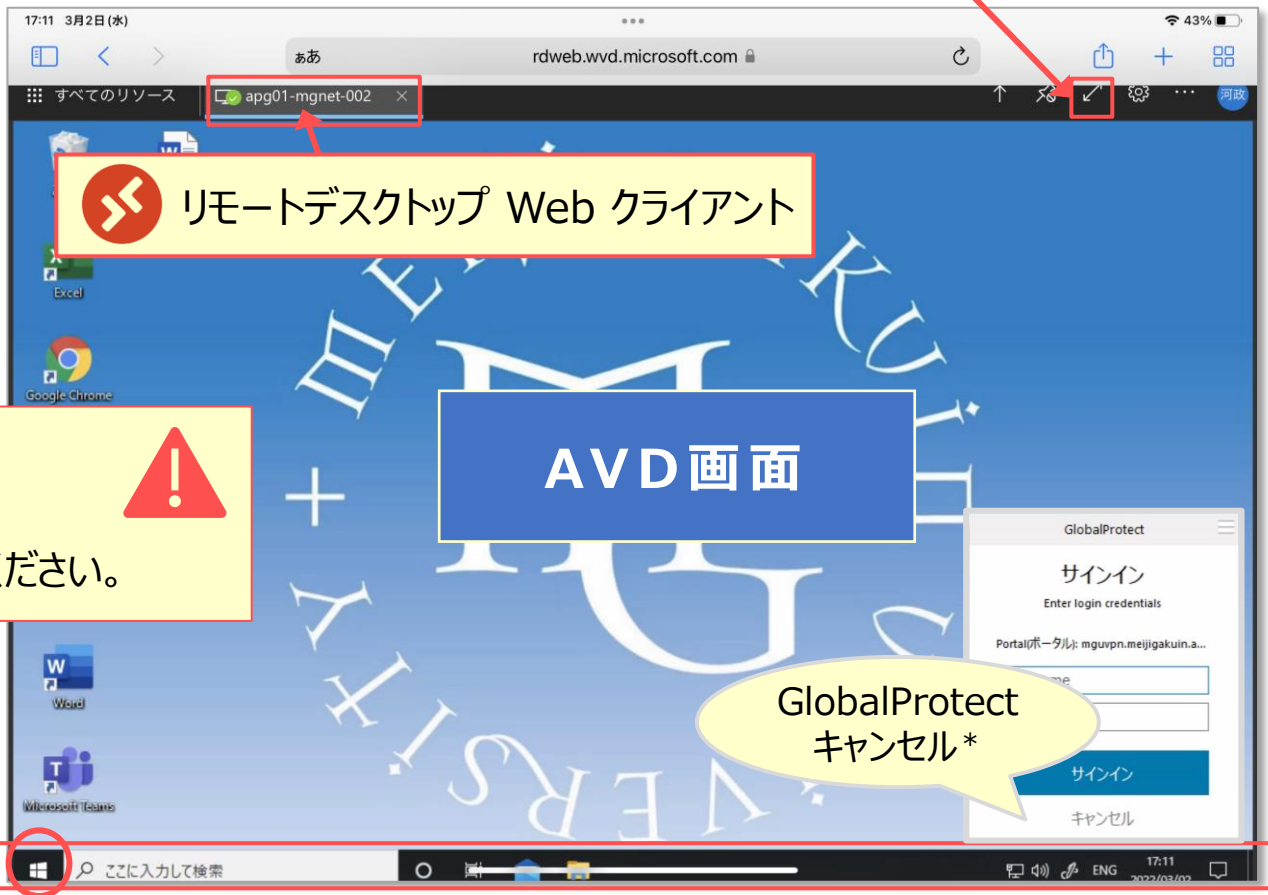 17:11 3月2日(水)
43%
ぁあ
rdweb.wvd.microsoft.com
すべてのリソース
apg01-mgnet-002
河政
リモートデスクトップ Web クライアント
Excel
Google Chrome
AVD画面
ください。
GlobalProtect
サインイン
Enter login credentials
Portal(ポータル): mguvpn.meijigakuin.a...
GlobalProtect
キャンセル*
サインイン
キャンセル
Word
Microsoft Teams
ここに入力して検索
ENG
17:11
2022/03/02